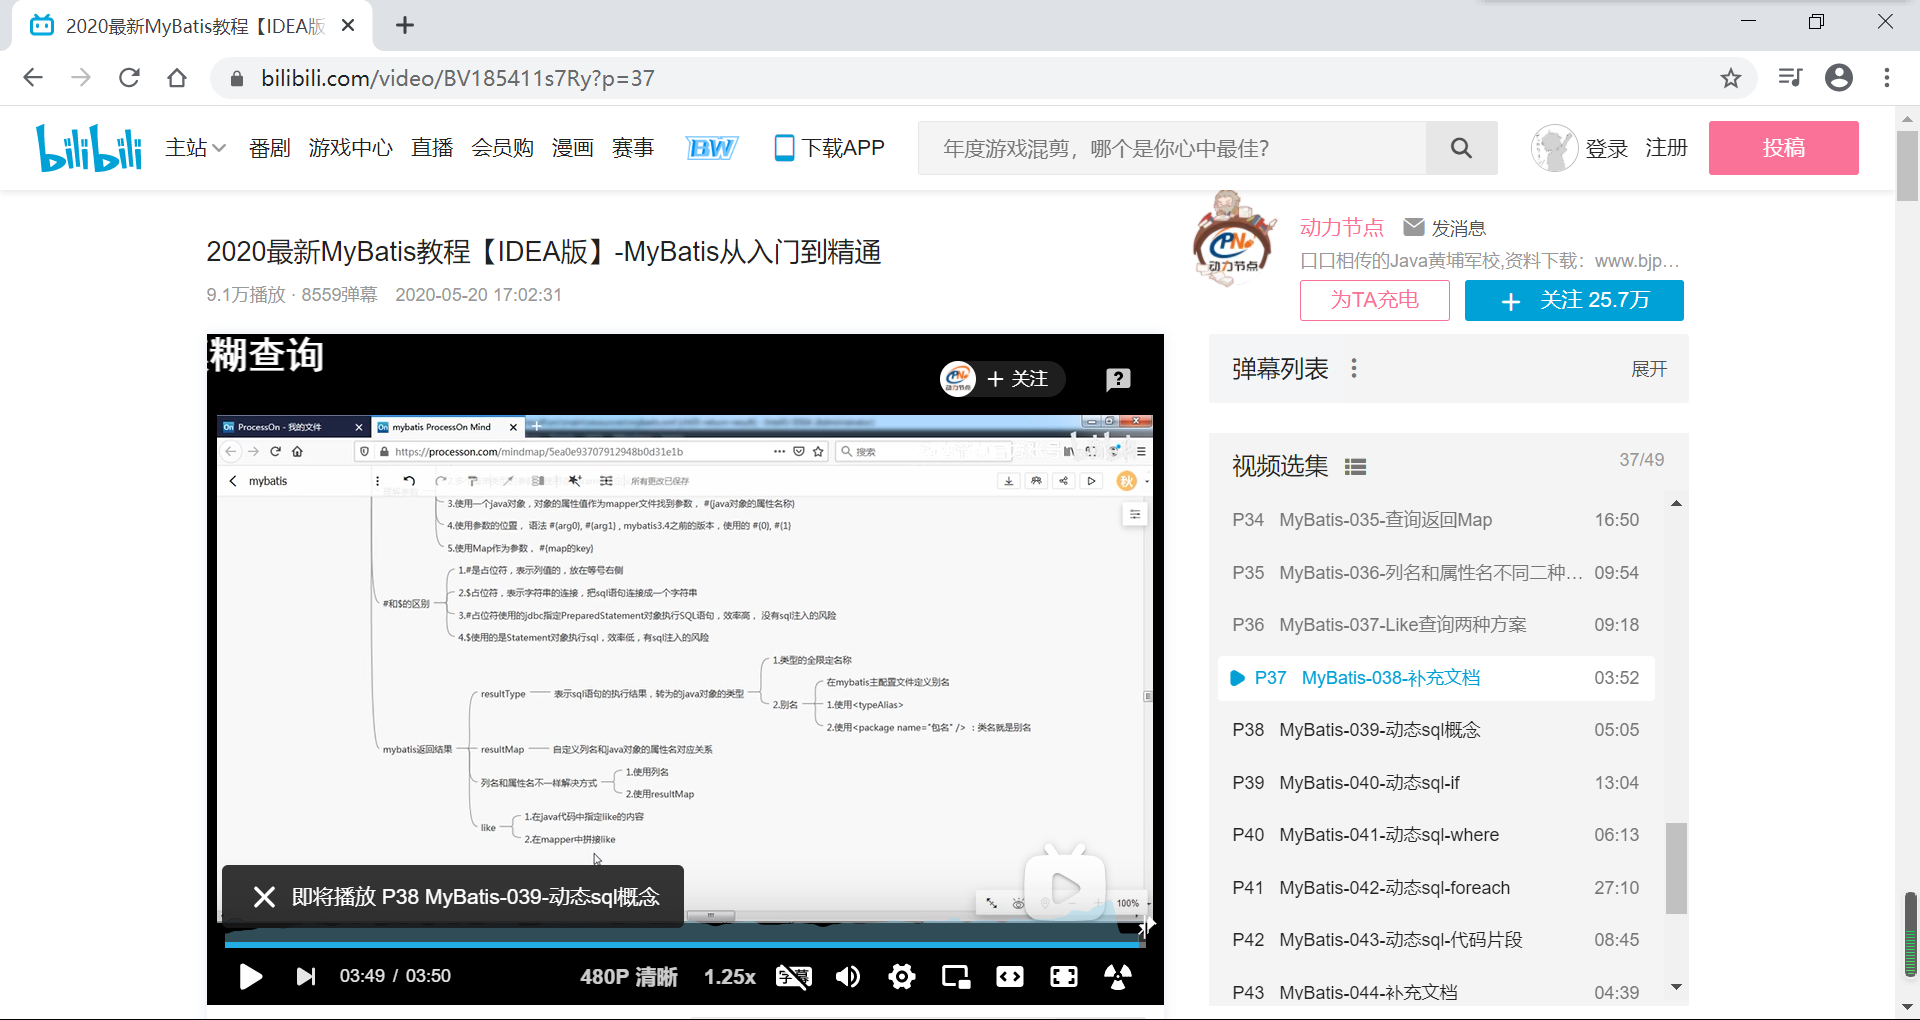 2020最新MyBatis教程【IDEA版
bilibili.com/video/BV185411s7Ry?p=37
bilibili 主站 番剧 游戏中心 直播 会员购 漫画 赛事 BW 下载APP 年度游戏混剪，哪个是你心中最佳？ 登录 注册 投稿
2020最新MyBatis教程【IDEA版】-MyBatis从入门到精通
9.1万播放 · 8559弹幕 2020-05-20 17:02:31
动力节点 发消息
口口相传的Java黄埔军校,资料下载：www.bjp...
为TA充电 + 关注 25.7万
糊查询
+ 关注
ProcessOn - 我的文件 mybatis ProcessOn Mind
https://processon.com/mindmap/5ea0e93707912948b0d31e1b 搜索
mybatis 所有更改已保存 秋
3.使用一个java对象，对象的属性值作为mapper文件找到参数， #(java对象的属性名称)
4.使用参数的位置， 语法 #(arg0), #(arg1) , mybatis3.4之前的版本，使用的 #(0), #(1)
5.使用Map作为参数， #(map的key)
#和$的区别
1.#是占位符，表示列值的，放在等号右侧
2.$占位符，表示字符串的连接，把sql语句连接成一个字符串
3.#占位符使用的jdbc指定PreparedStatement对象执行SQL语句，效率高， 没有sql注入的风险
4.$使用的是Statement对象执行sql，效率低，有sql注入的风险
mybatis返回结果
resultType 表示sql语句的执行结果，转为的java对象的类型
1.类型的全限定名称
2.别名
在mybatis主配置文件定义别名
1.使用<typeAlias>
2.使用<package name="包名" /> ：类名就是别名
resultMap 自定义列名和java对象的属性名对应关系
列名和属性名不一样解决方式
1.使用列名
2.使用resultMap
like
1.在java代码中指定like的内容
2.在mapper中拼接like
100%
即将播放 P38 MyBatis-039-动态sql概念
03:49 / 03:50 480P 清晰 1.25x 字幕
弹幕列表 展开
视频选集 37/49
P34 MyBatis-035-查询返回Map 16:50
P35 MyBatis-036-列名和属性名不同二种... 09:54
P36 MyBatis-037-Like查询两种方案 09:18
P37 MyBatis-038-补充文档 03:52
P38 MyBatis-039-动态sql概念 05:05
P39 MyBatis-040-动态sql-if 13:04
P40 MyBatis-041-动态sql-where 06:13
P41 MyBatis-042-动态sql-foreach 27:10
P42 MyBatis-043-动态sql-代码片段 08:45
P43 MyBatis-044-补充文档 04:39